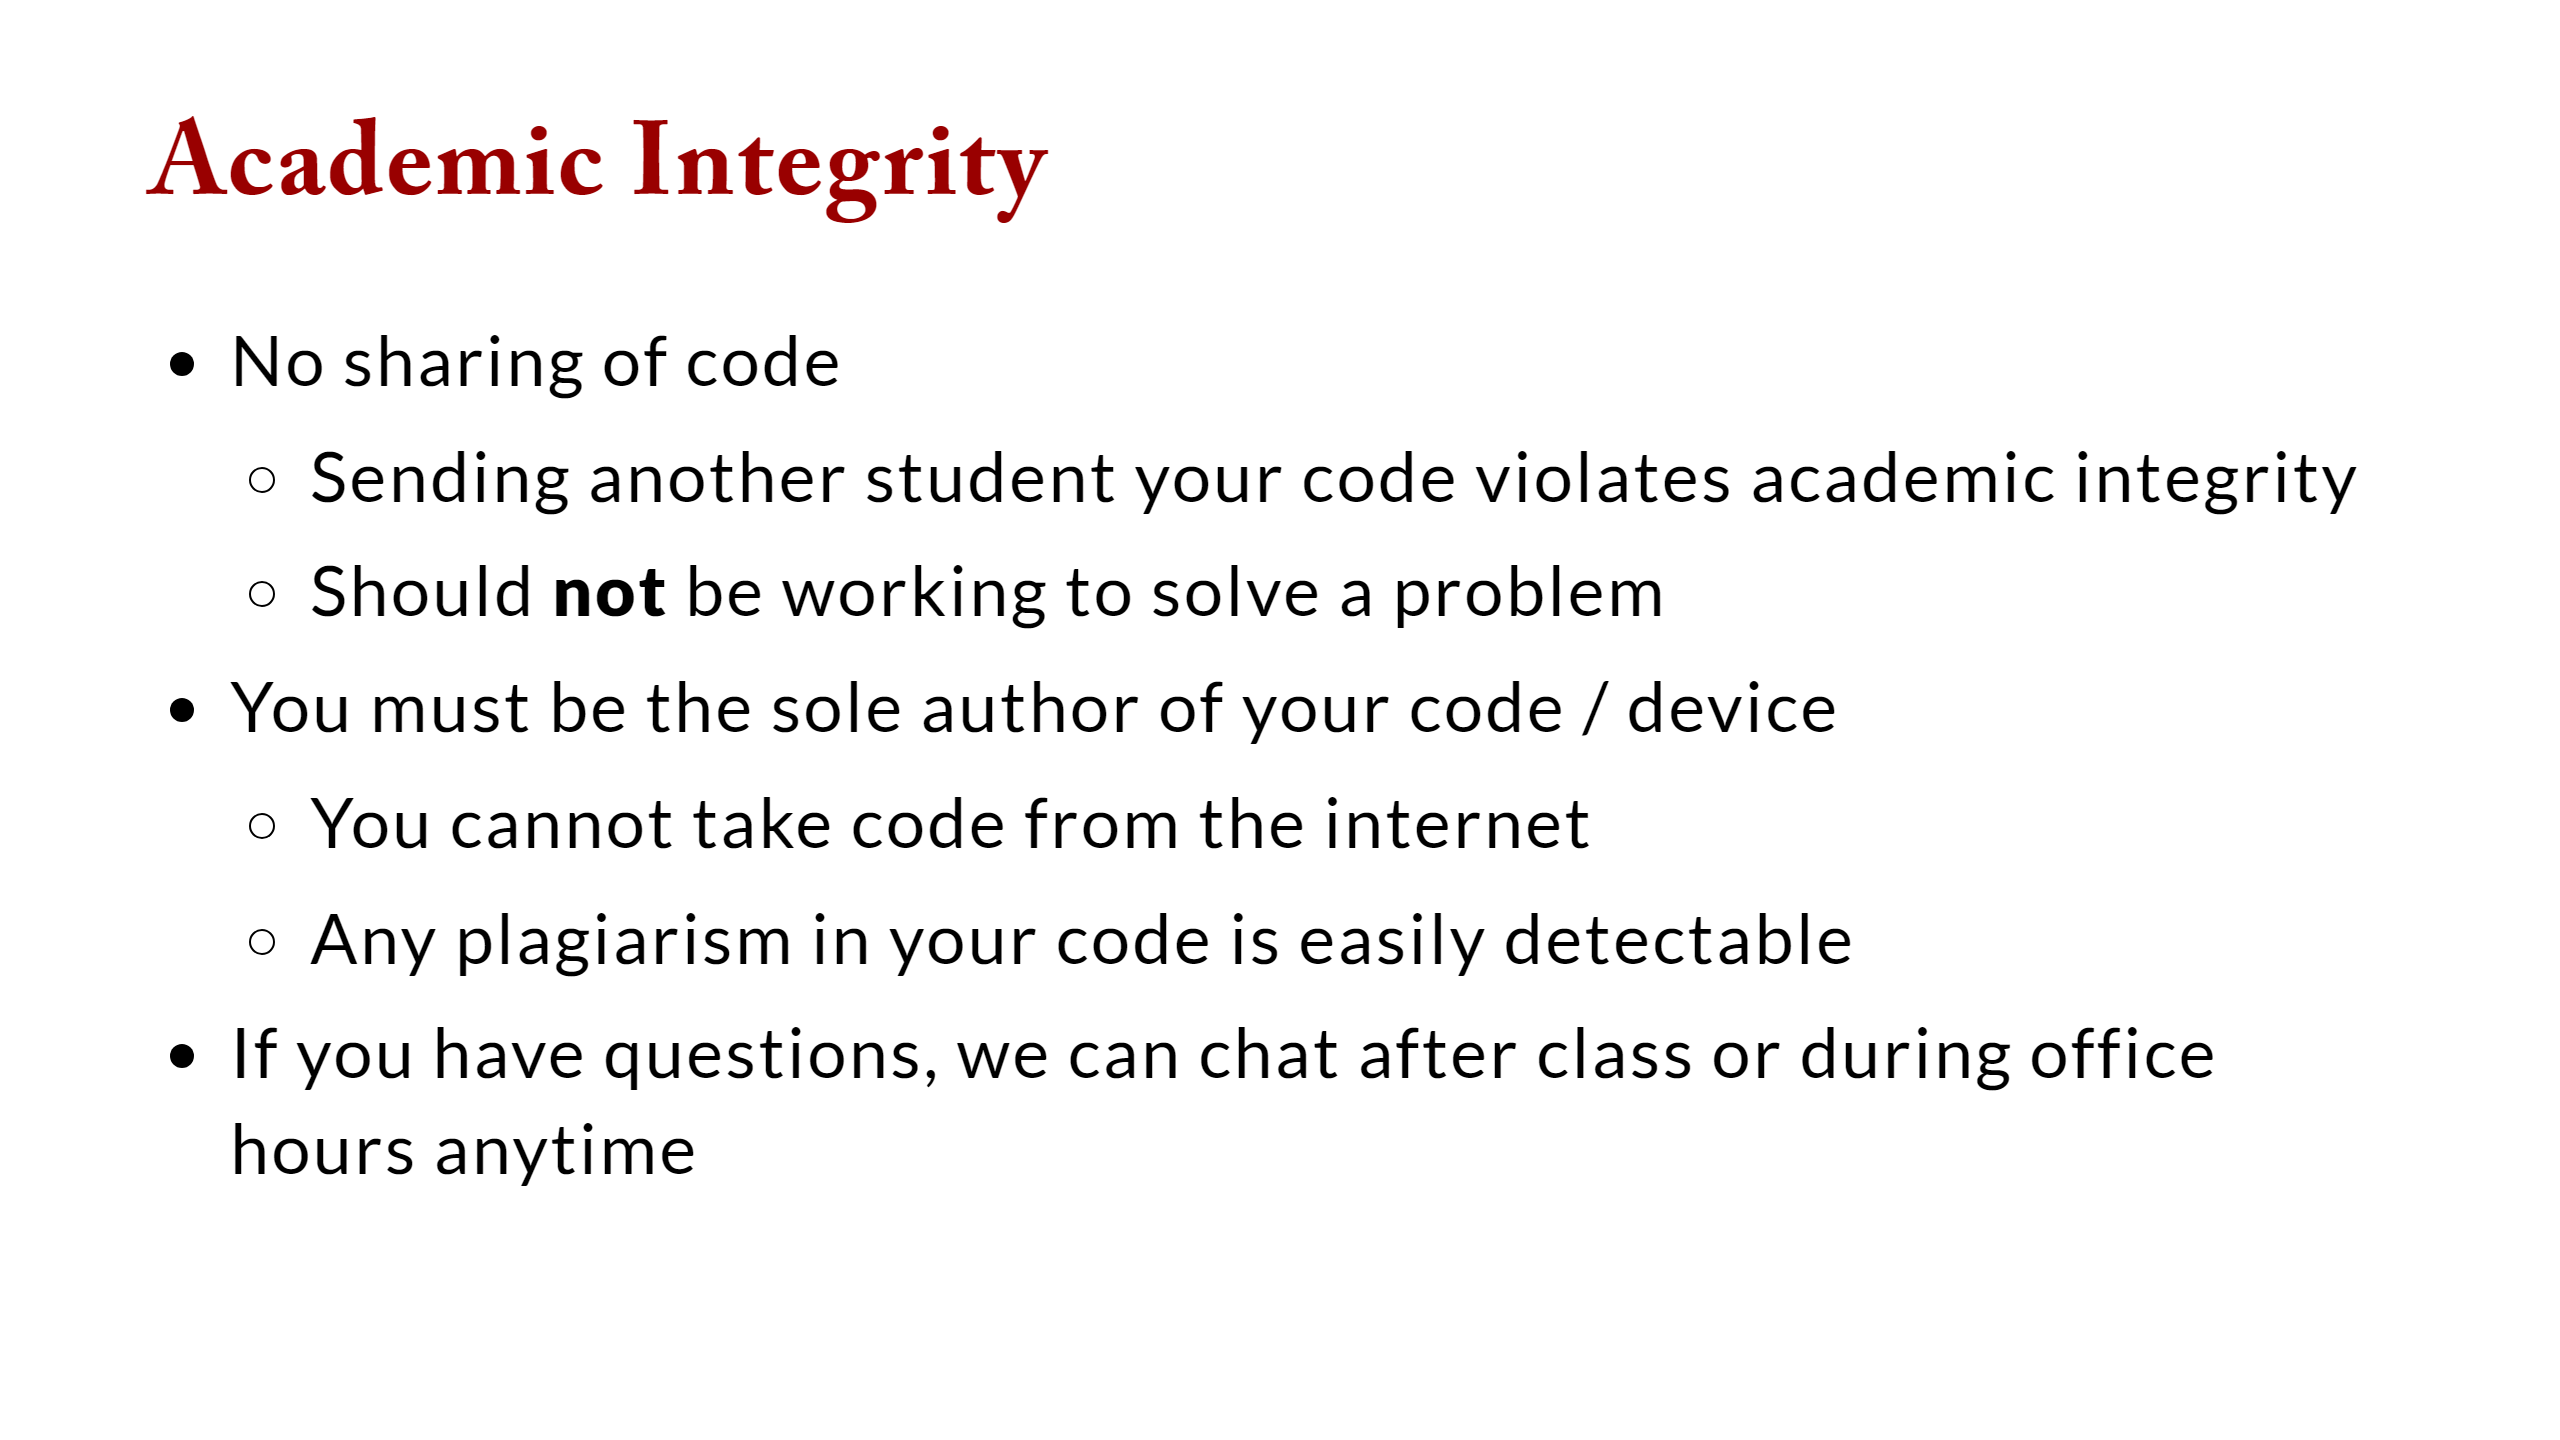 Academic Integrity
No sharing of code
Sending another student your code violates academic integrity
Should not be working to solve a problem
You must be the sole author of your code / device
You cannot take code from the internet
Any plagiarism in your code is easily detectable
If you have questions, we can chat after class or during office
hours anytime